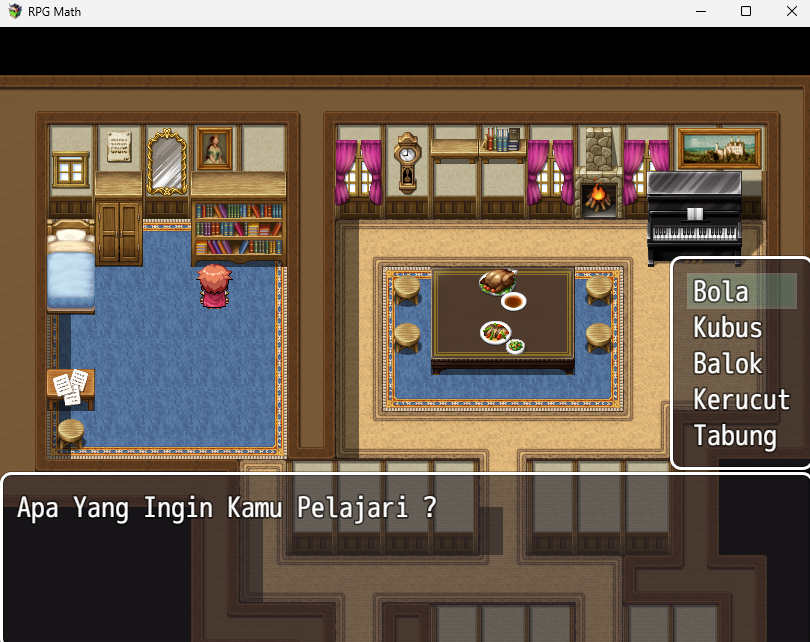 RPG Math
Bola
Kubus
Balok
Kerucut
Tabung
Apa Yang Ingin Kamu Pelajari ?